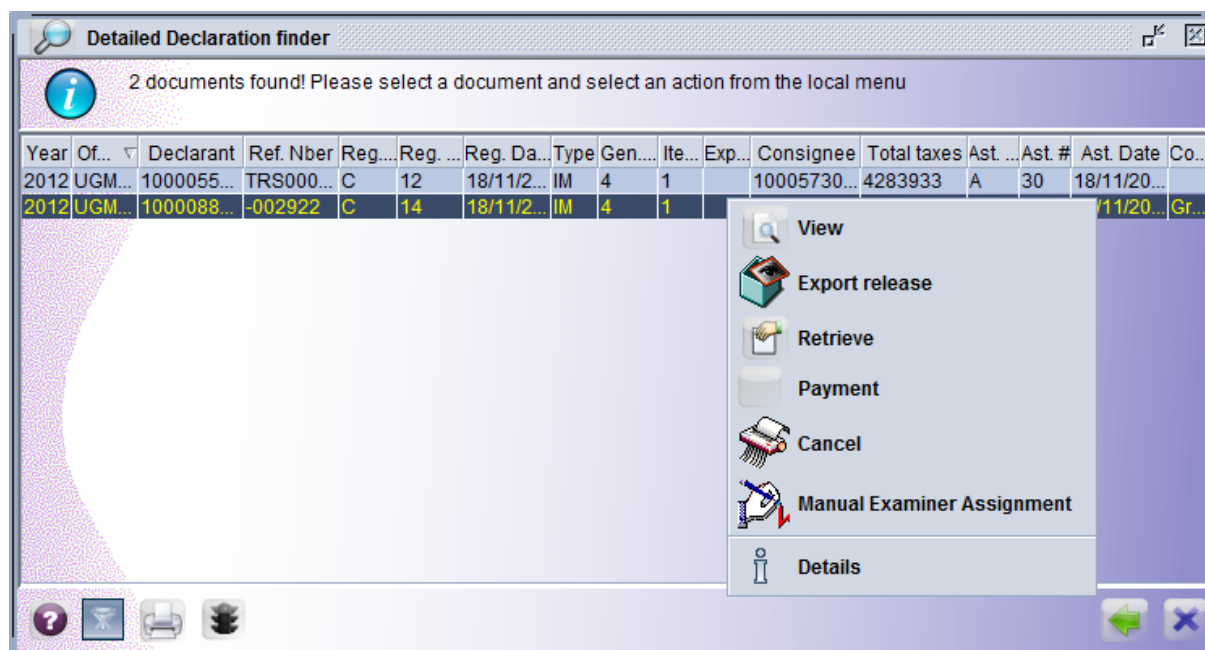 Detailed Declaration finder
2 documents found! Please select a document and select an action from the local menu
Year Of... Declarant Ref. Nber Reg.... Reg. ... Reg. Da... Type Gen.... Ite... Exp... Consignee Total taxes Ast. ... Ast. # Ast. Date Co...
2012 UGM... 1000055... TRS000... C 12 18/11/2... IM 4 1 10005730... 4283933 A 30 18/11/20...
2012 UGM... 1000088... -002922 C 14 18/11/2... IM 4 1 /11/20... Gr...
View
Export release
Retrieve
Payment
Cancel
Manual Examiner Assignment
Details